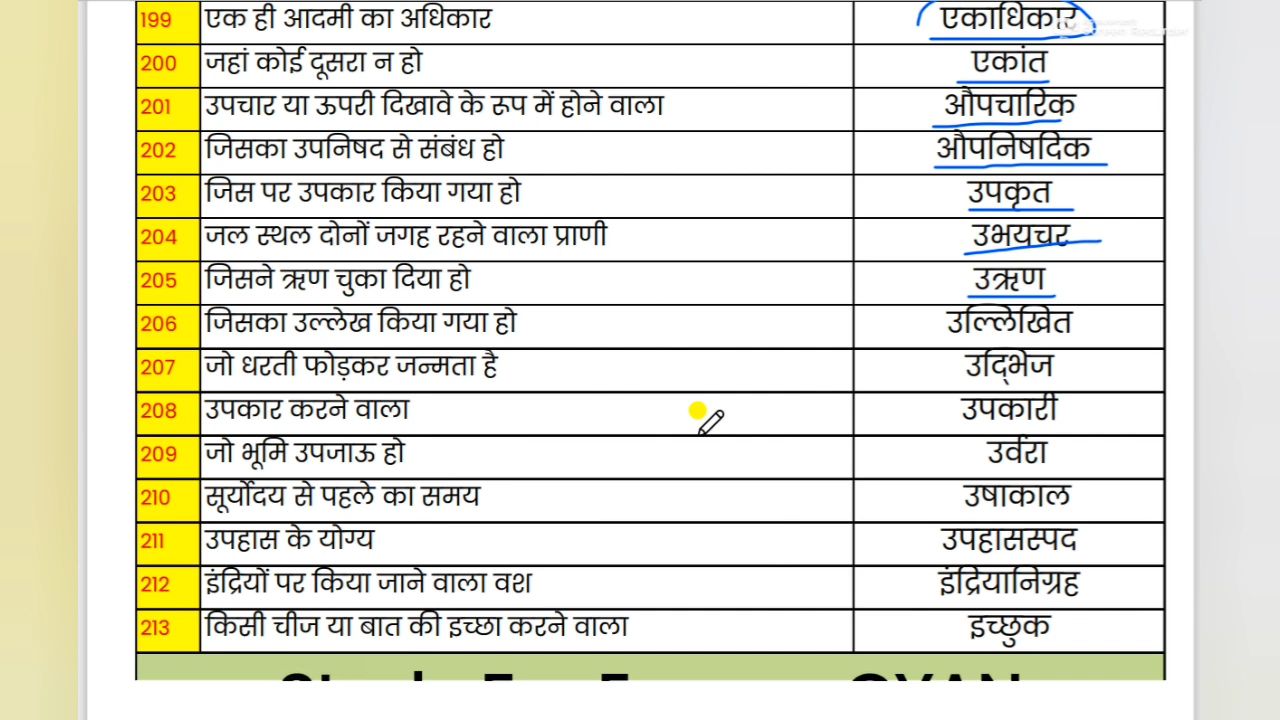 199 एक ही आदमी का अधिकार एकाधिकार
200 जहां कोई दूसरा न हो एकांत
201 उपचार या ऊपरी दिखावे के रूप में होने वाला औपचारिक
202 जिसका उपनिषद से संबंध हो औपनिषदिक
203 जिस पर उपकार किया गया हो उपकृत
204 जल स्थल दोनों जगह रहने वाला प्राणी उभयचर
205 जिसने ऋण चुका दिया हो उऋण
206 जिसका उल्लेख किया गया हो उल्लिखित
207 जो धरती फोड़कर जन्मता है उद्भिज
208 उपकार करने वाला उपकारी
209 जो भूमि उपजाऊ हो उर्वरा
210 सूर्योदय से पहले का समय उषाकाल
211 उपहास के योग्य उपहासस्पद
212 इंद्रियों पर किया जाने वाला वश इंद्रियानिग्रह
213 किसी चीज या बात की इच्छा करने वाला इच्छुक